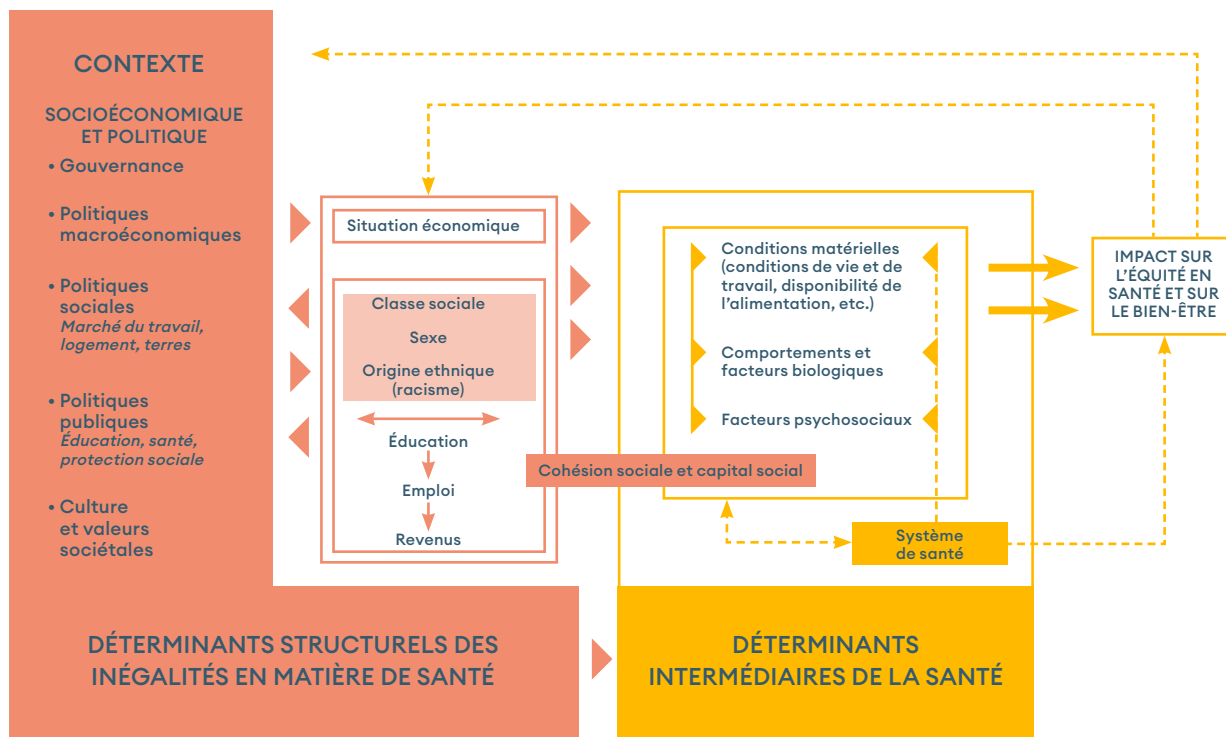 CONTEXTE
SOCIOÉCONOMIQUE
ET POLITIQUE
• Gouvernance
• Politiques
macroéconomiques
• Politiques
sociales
Marché du travail,
logement, terres
• Politiques
publiques
Éducation, santé,
protection sociale
• Culture
et valeurs
sociétales
Situation économique
Classe sociale
Sexe
Origine ethnique
(racisme)
Éducation
Emploi
Revenus
Cohésion sociale et capital social
Conditions matérielles
(conditions de vie et de
travail, disponibilité de
l’alimentation, etc.)
Comportements et
facteurs biologiques
Facteurs psychosociaux
Système
de santé
IMPACT SUR
L’ÉQUITÉ EN
SANTÉ ET SUR
LE BIEN-ÊTRE
DÉTERMINANTS STRUCTURELS DES
INÉGALITÉS EN MATIÈRE DE SANTÉ
DÉTERMINANTS
INTERMÉDIAIRES DE LA SANTÉ